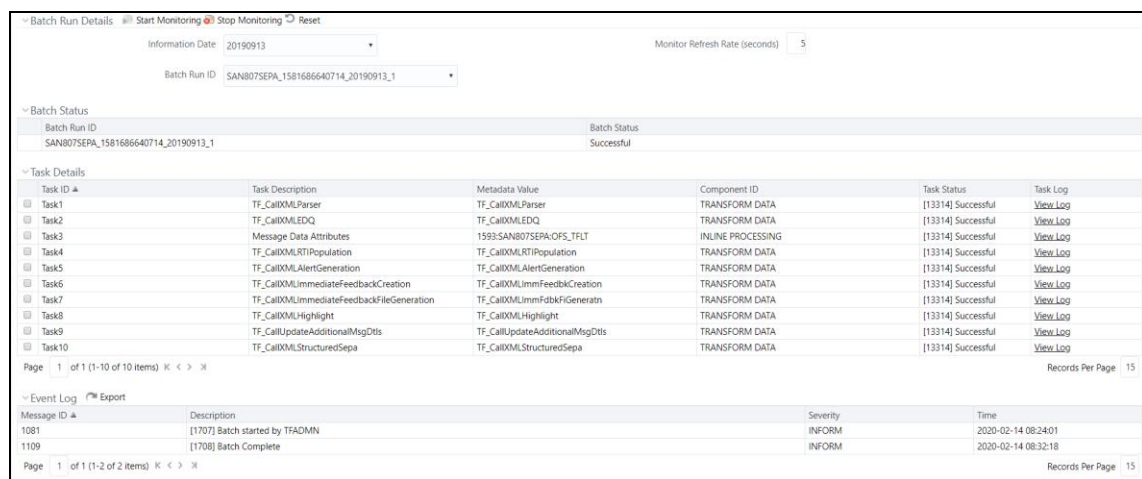 Batch Run Details Start Monitoring Stop Monitoring Reset
Information Date 20190913 Monitor Refresh Rate (seconds) 5
Batch Run ID SAN807SEPA_1581686640714_20190913_1
Batch Status
Batch Run ID Batch Status
SAN807SEPA_1581686640714_20190913_1 Successful
Task Details
Task ID Task Description Metadata Value Component ID Task Status Task Log
Task1 TF_CallXMLParser TF_CallXMLParser TRANSFORM DATA [13314] Successful View Log
Task2 TF_CallXMLEDQ TF_CallXMLEDQ TRANSFORM DATA [13314] Successful View Log
Task3 Message Data Attributes 1593:SAN807SEPA:OFS_TFLT INLINE PROCESSING [13314] Successful View Log
Task4 TF_CallXMLRTIPopulation TF_CallXMLRTIPopulation TRANSFORM DATA [13314] Successful View Log
Task5 TF_CallXMLAlertGeneration TF_CallXMLAlertGeneration TRANSFORM DATA [13314] Successful View Log
Task6 TF_CallXMLImmediateFeedbackCreation TF_CallXMLImmFeedbkCreation TRANSFORM DATA [13314] Successful View Log
Task7 TF_CallXMLImmediateFeedbackFileGeneration TF_CallXMLImmFdbkFiGeneratn TRANSFORM DATA [13314] Successful View Log
Task8 TF_CallXMLHighlight TF_CallXMLHighlight TRANSFORM DATA [13314] Successful View Log
Task9 TF_CallUpdateAdditionalMsgDtls TF_CallUpdateAdditionalMsgDtls TRANSFORM DATA [13314] Successful View Log
Task10 TF_CallXMLStructuredSepa TF_CallXMLStructuredSepa TRANSFORM DATA [13314] Successful View Log
Page 1 of 1 (1-10 of 10 items) Records Per Page 15
Event Log Export
Message ID Description Severity Time
1081 [1707] Batch started by TFADMN INFORM 2020-02-14 08:24:01
1109 [1708] Batch Complete INFORM 2020-02-14 08:32:18
Page 1 of 1 (1-2 of 2 items) Records Per Page 15